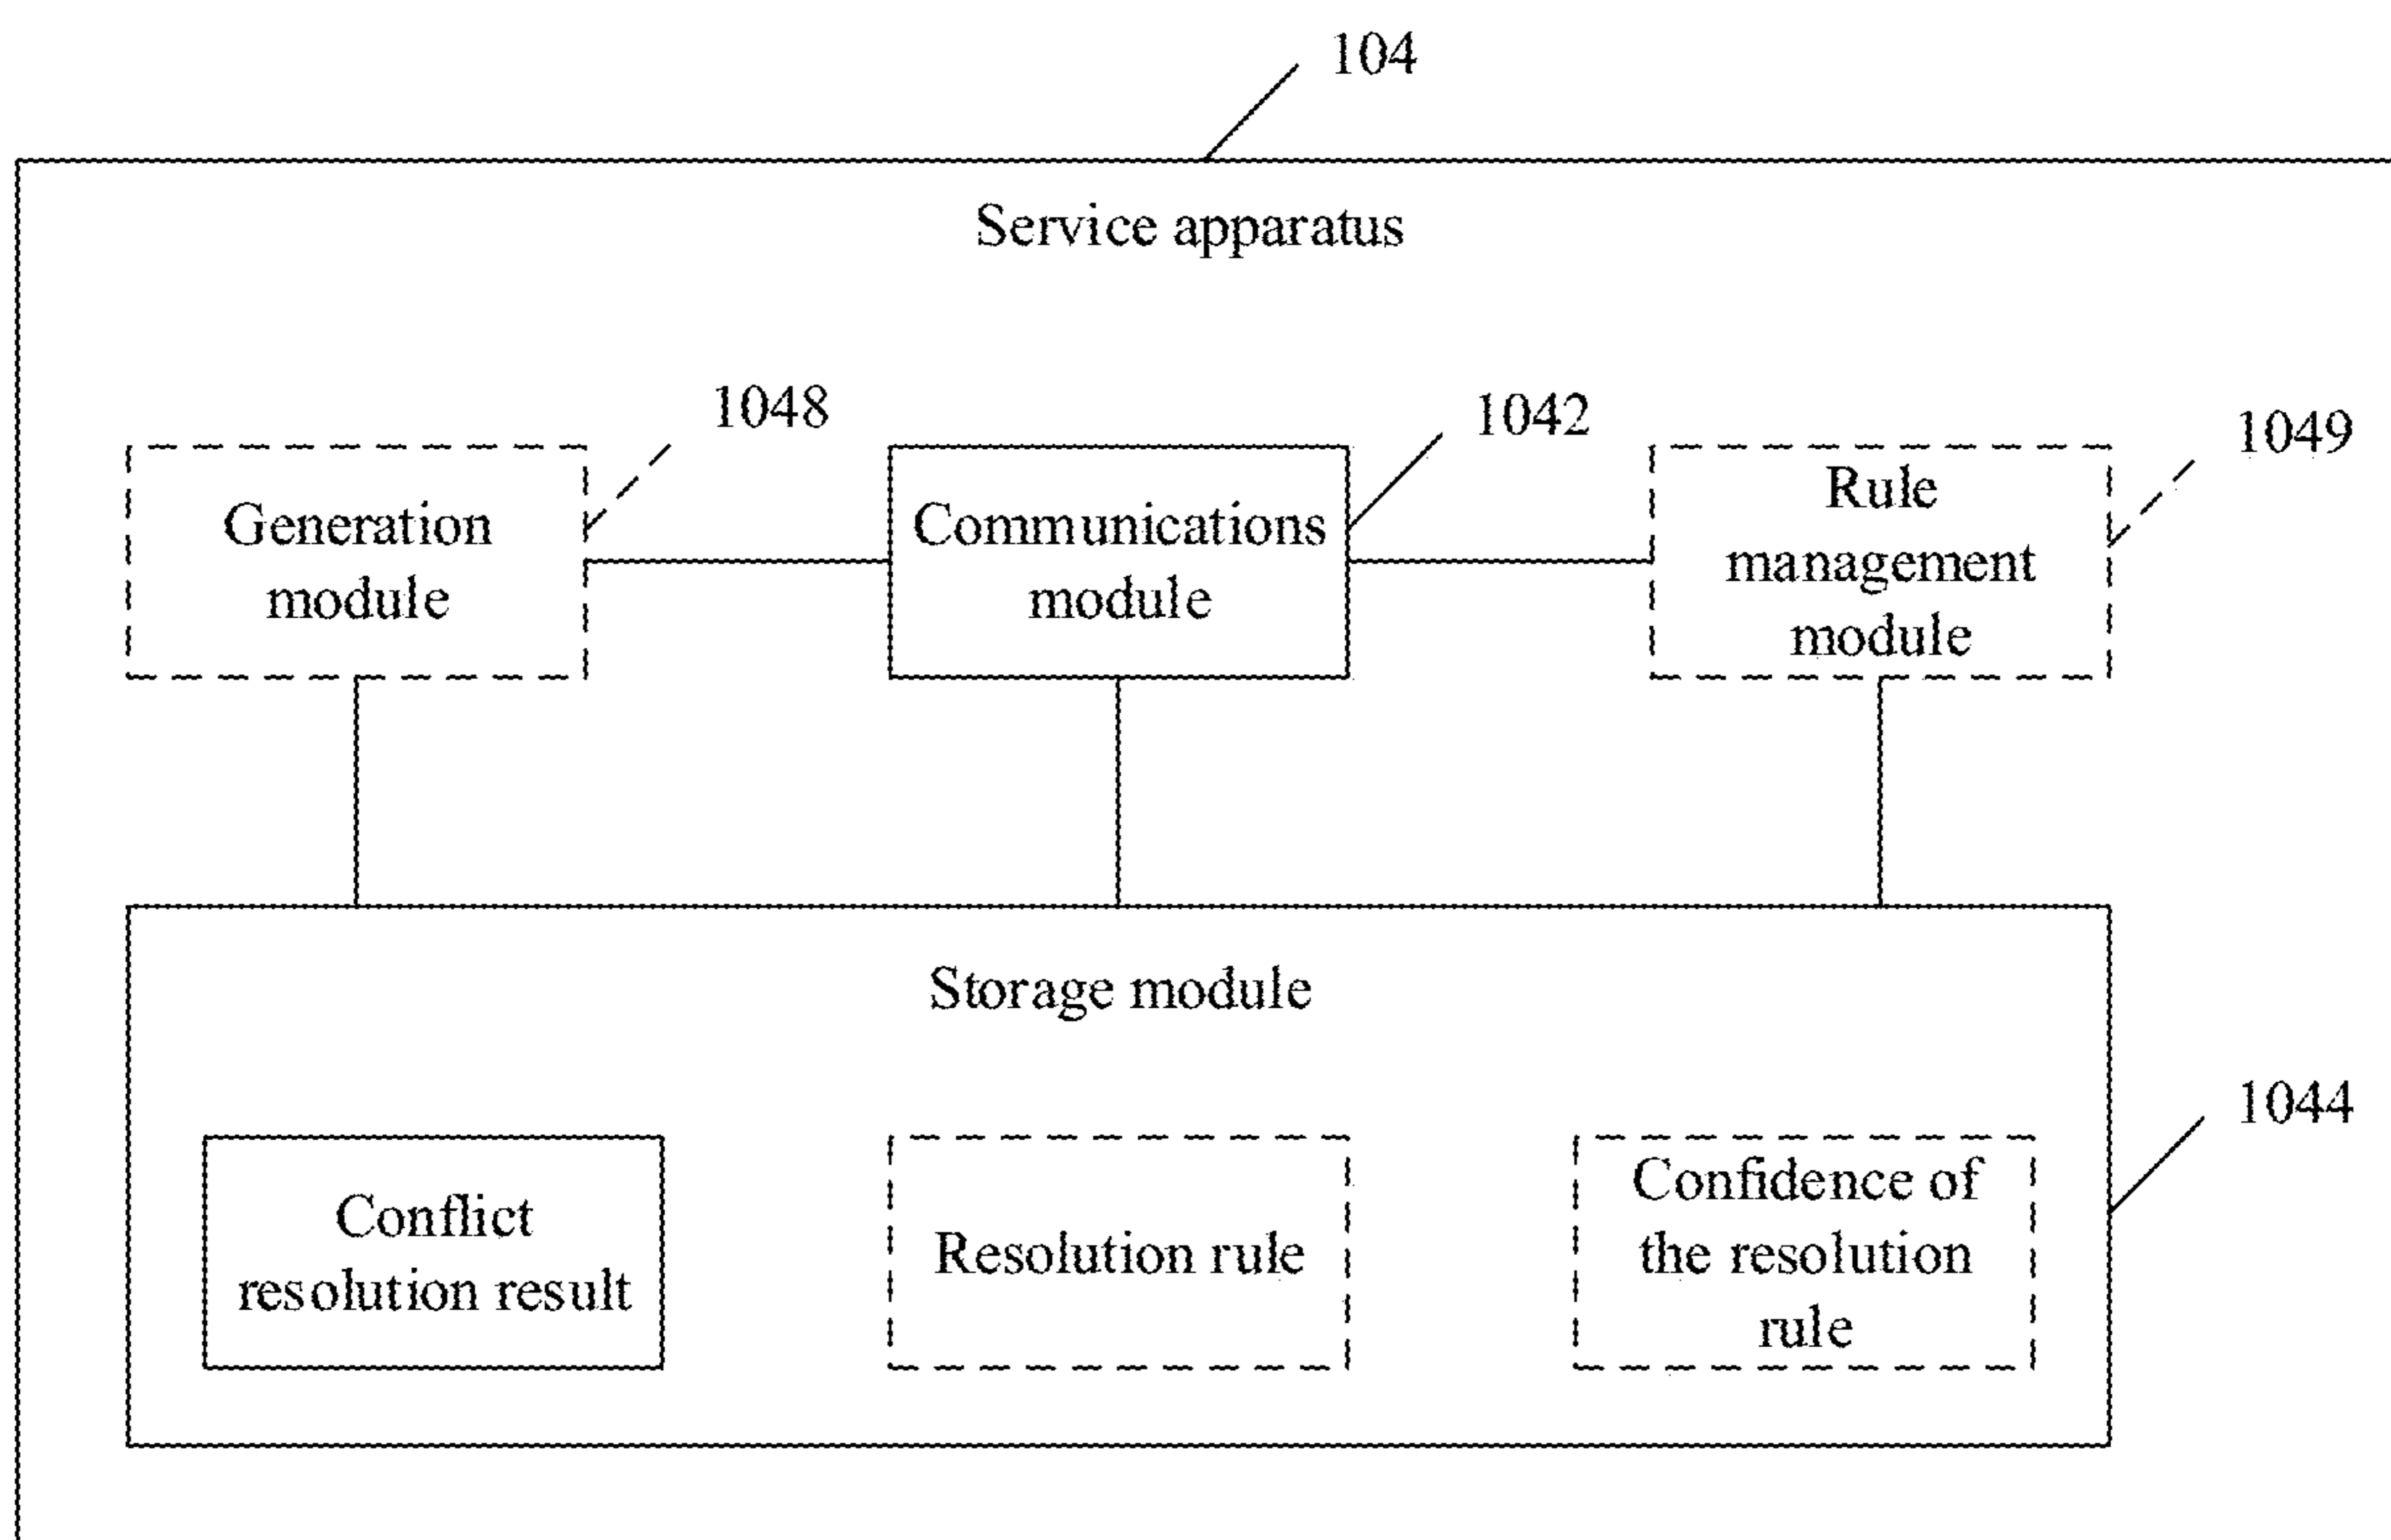 104
Service apparatus
1048
1042
1049
Generation
module
Communications
module
Rule
management
module
Storage module
1044
Conflict
resolution result
Resolution rule
Confidence of
the resolution
rule